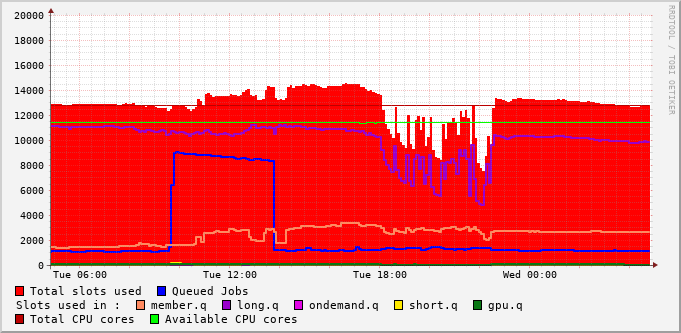 20000
18000
16000
14000
12000
10000
8000
6000
4000
2000
0
Tue 06:00 Tue 12:00 Tue 18:00 Wed 00:00
RRDTOOL / TOBI OETIKER
Total slots used Queued Jobs
Slots used in : member.q long.q ondemand.q short.q gpu.q
Total CPU cores Available CPU cores